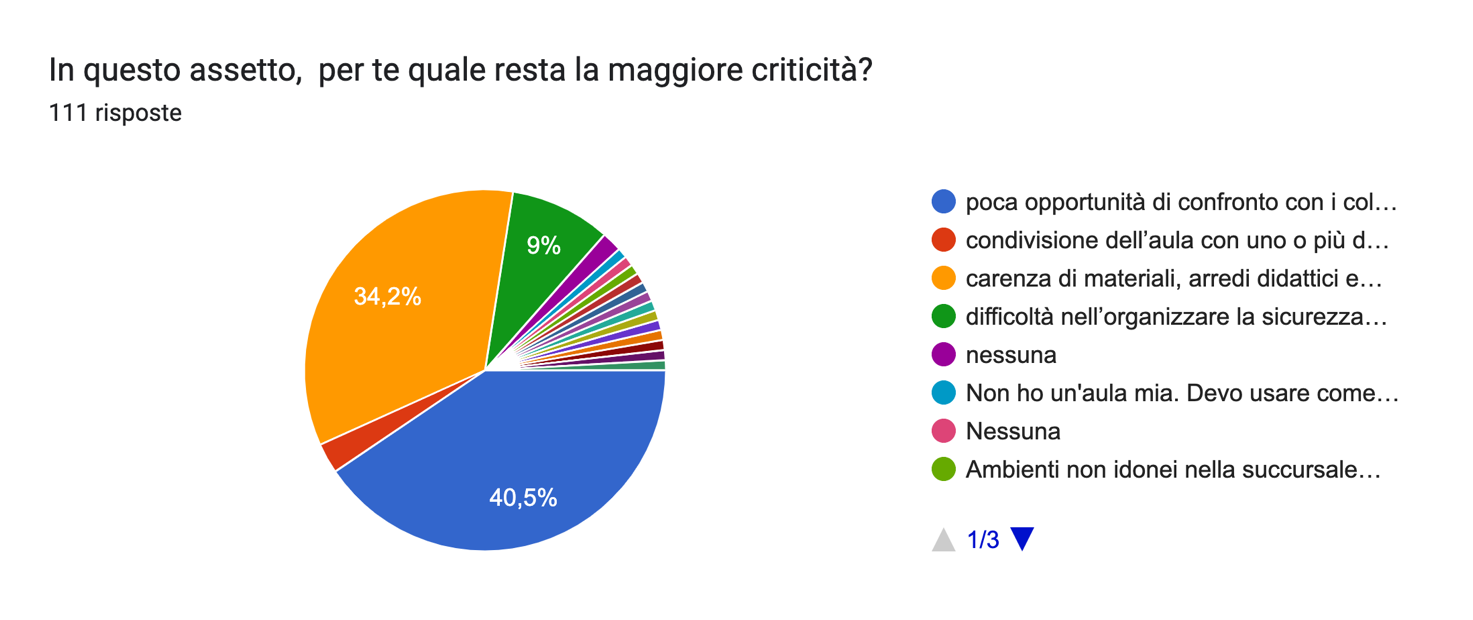 In questo assetto,  per te quale resta la maggiore criticità?
111 risposte
9%
34,2%
40,5%
poca opportunità di confronto con i col…
condivisione dell’aula con uno o più d…
carenza di materiali, arredi didattici e…
difficoltà nell’organizzare la sicurezza…
nessuna
Non ho un'aula mia. Devo usare come…
Nessuna
Ambienti non idonei nella succursale…
1/3